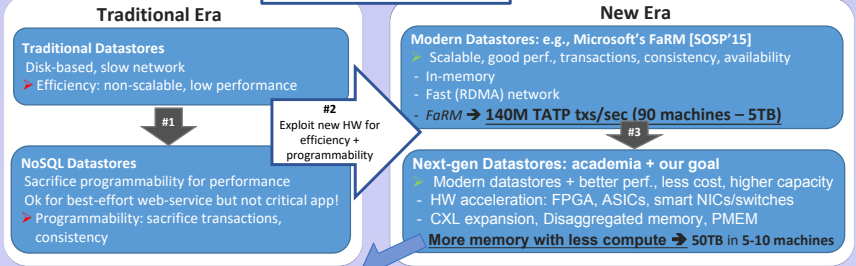 Traditional Era
Traditional Datastores
Disk-based, slow network
➤ Efficiency: non-scalable, low performance
#1
NoSQL Datastores
Sacrifice programmability for performance
Ok for best-effort web-service but not critical app!
➤ Programmability: sacrifice transactions,
consistency
#2
Exploit new HW for
efficiency +
programmability
New Era
Modern Datastores: e.g., Microsoft's FaRM [SOSP'15]
➤ Scalable, good perf., transactions, consistency, availability
- In-memory
- Fast (RDMA) network
- FaRM ➔ 140M TATP txs/sec (90 machines – 5TB)
#3
Next-gen Datastores: academia + our goal
➤ Modern datastores + better perf., less cost, higher capacity
- HW acceleration: FPGA, ASICs, smart NICs/switches
- CXL expansion, Disaggregated memory, PMEM
More memory with less compute ➔ 50TB in 5-10 machines